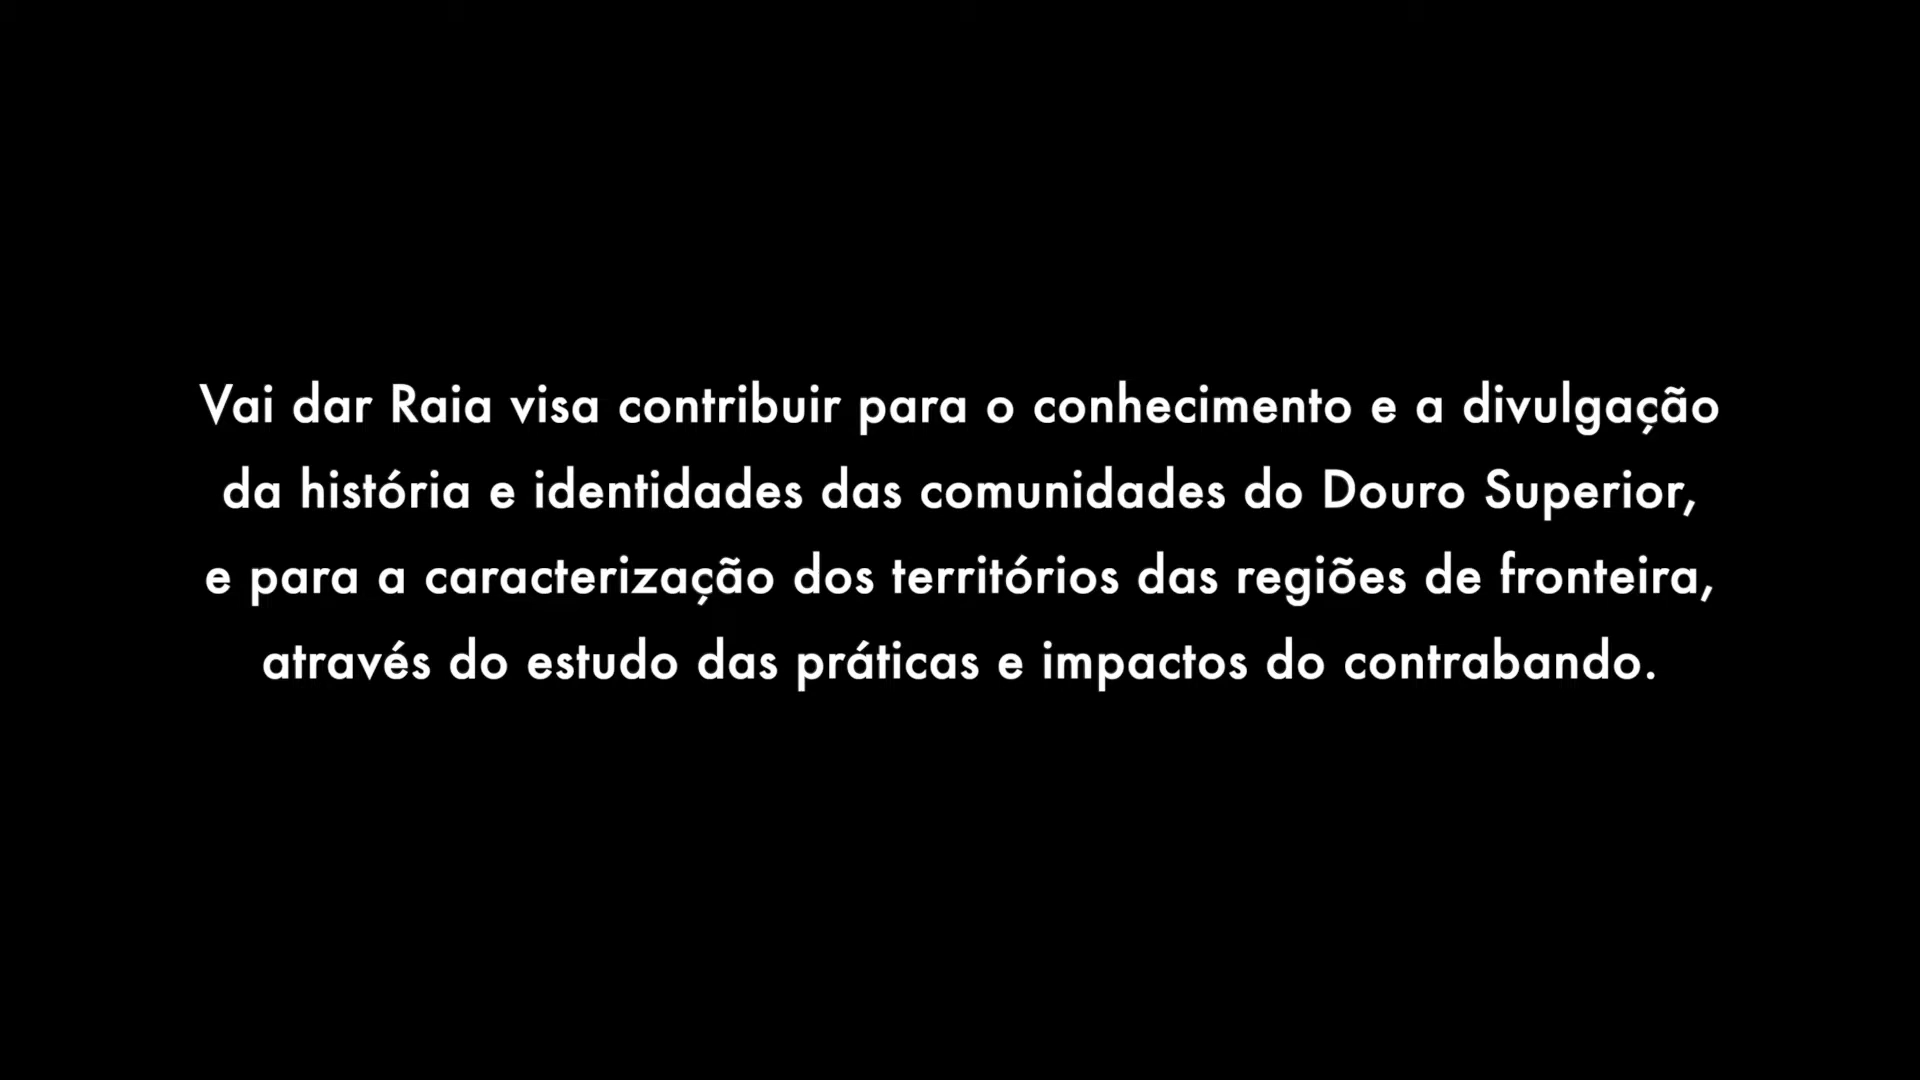 Vai dar Raia visa contribuir para o conhecimento e a divulgação
da história e identidades das comunidades do Douro Superior,
e para a caracterização dos territórios das regiões de fronteira,
através do estudo das práticas e impactos do contrabando.